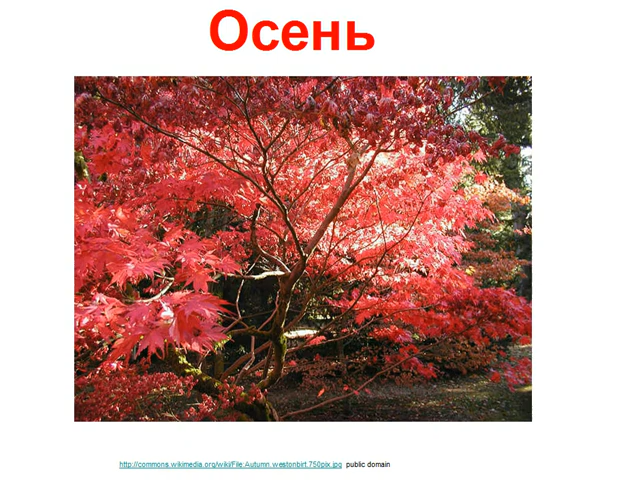 Осень
http://commons.wikimedia.org/wiki/File:Autumn.westonbirt.750pix.jpg public domain